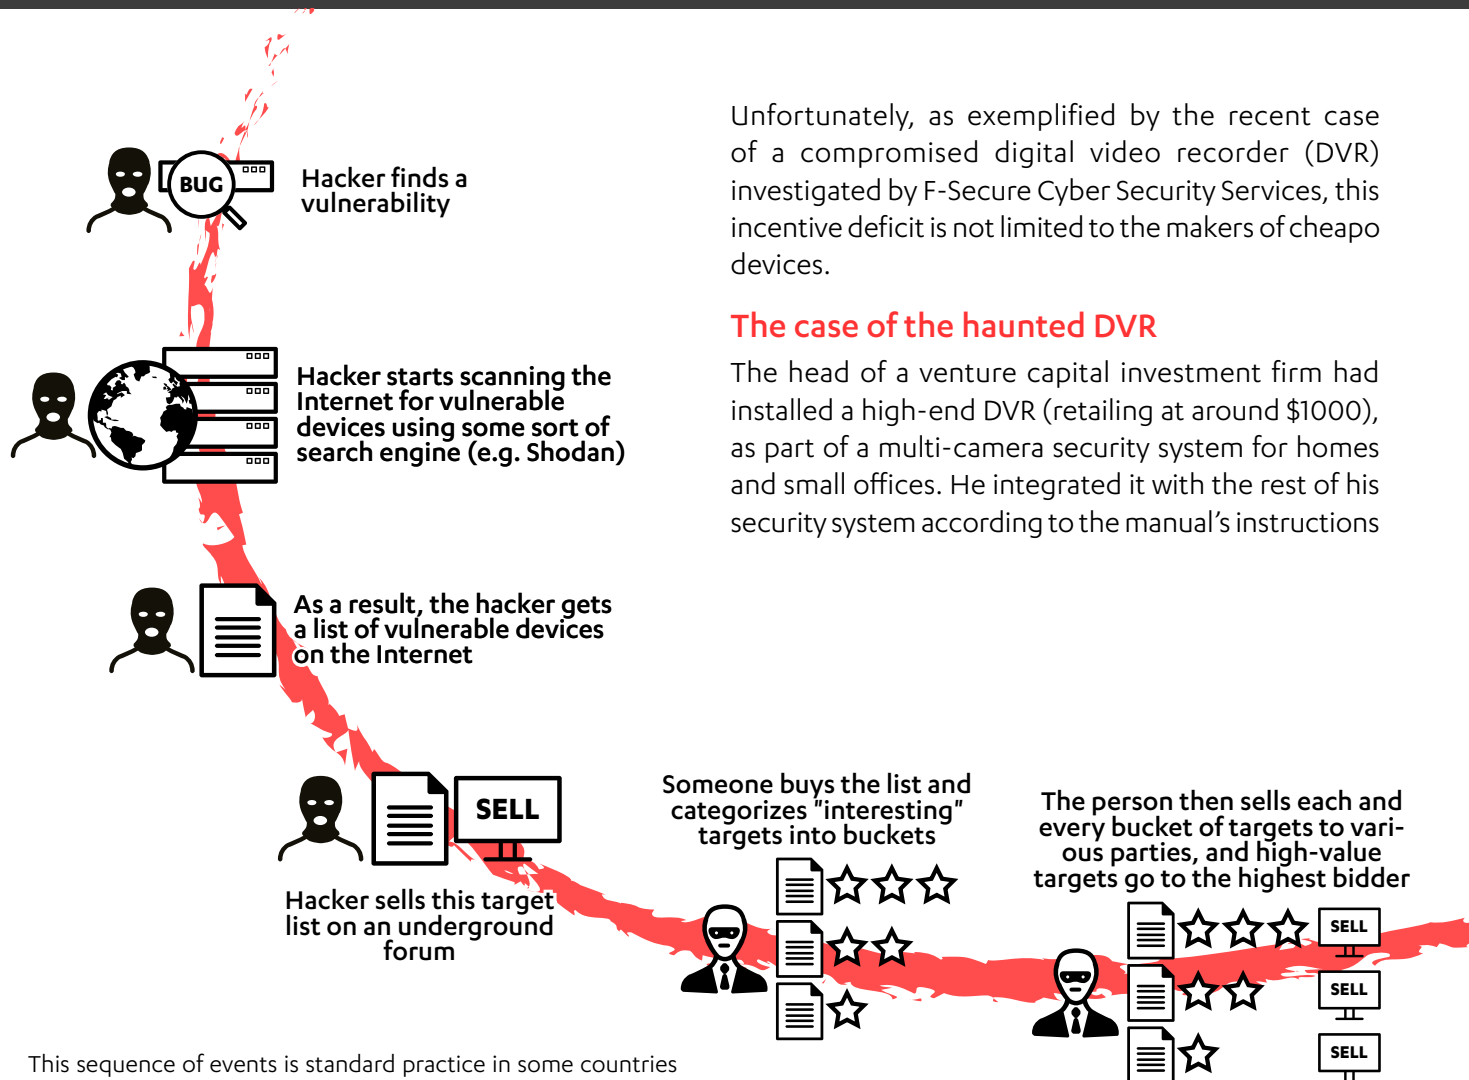 BUG
Hacker finds a
vulnerability
Hacker starts scanning the
Internet for vulnerable
devices using some sort of
search engine (e.g. Shodan)
As a result, the hacker gets
a list of vulnerable devices
on the Internet
SELL
Hacker sells this target
list on an underground
forum
Someone buys the list and
categorizes "interesting"
targets into buckets
The person then sells each and
every bucket of targets to vari-
ous parties, and high-value
targets go to the highest bidder
SELL
SELL
SELL
This sequence of events is standard practice in some countries
Unfortunately, as exemplified by the recent case
of a compromised digital video recorder (DVR)
investigated by F-Secure Cyber Security Services, this
incentive deficit is not limited to the makers of cheapo
devices.
The case of the haunted DVR
The head of a venture capital investment firm had
installed a high-end DVR (retailing at around $1000),
as part of a multi-camera security system for homes
and small offices. He integrated it with the rest of his
security system according to the manual’s instructions